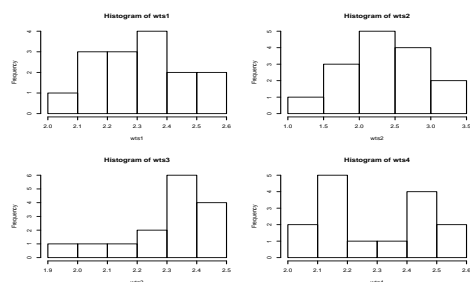 Histogram of wts1
Frequency
0 1 2 3 4
2.0 2.1 2.2 2.3 2.4 2.5 2.6
wts1
Histogram of wts2
Frequency
0 1 2 3 4 5
1.0 1.5 2.0 2.5 3.0 3.5
wts2
Histogram of wts3
Frequency
0 1 2 3 4 5 6
1.9 2.0 2.1 2.2 2.3 2.4 2.5
wts3
Histogram of wts4
Frequency
0 1 2 3 4 5
2.0 2.1 2.2 2.3 2.4 2.5 2.6
wts4